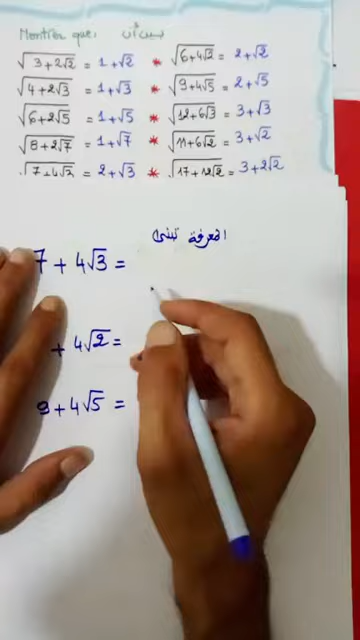 Montrer que: بين أن
√3+2√2 = 1+√2 * √6+4√2 = 2+√2
√4+2√3 = 1+√3 * √9+4√5 = 2+√5
√6+2√5 = 1+√5 * √12+6√3 = 3+√3
√8+2√7 = 1+√7 * √11+6√2 = 3+√2
√7+4√3 = 2+√3 * √17+12√2 = 3+2√2
المعرفة تبنى
7 + 4√3 =
+ 4√2 =
9 + 4√5 =